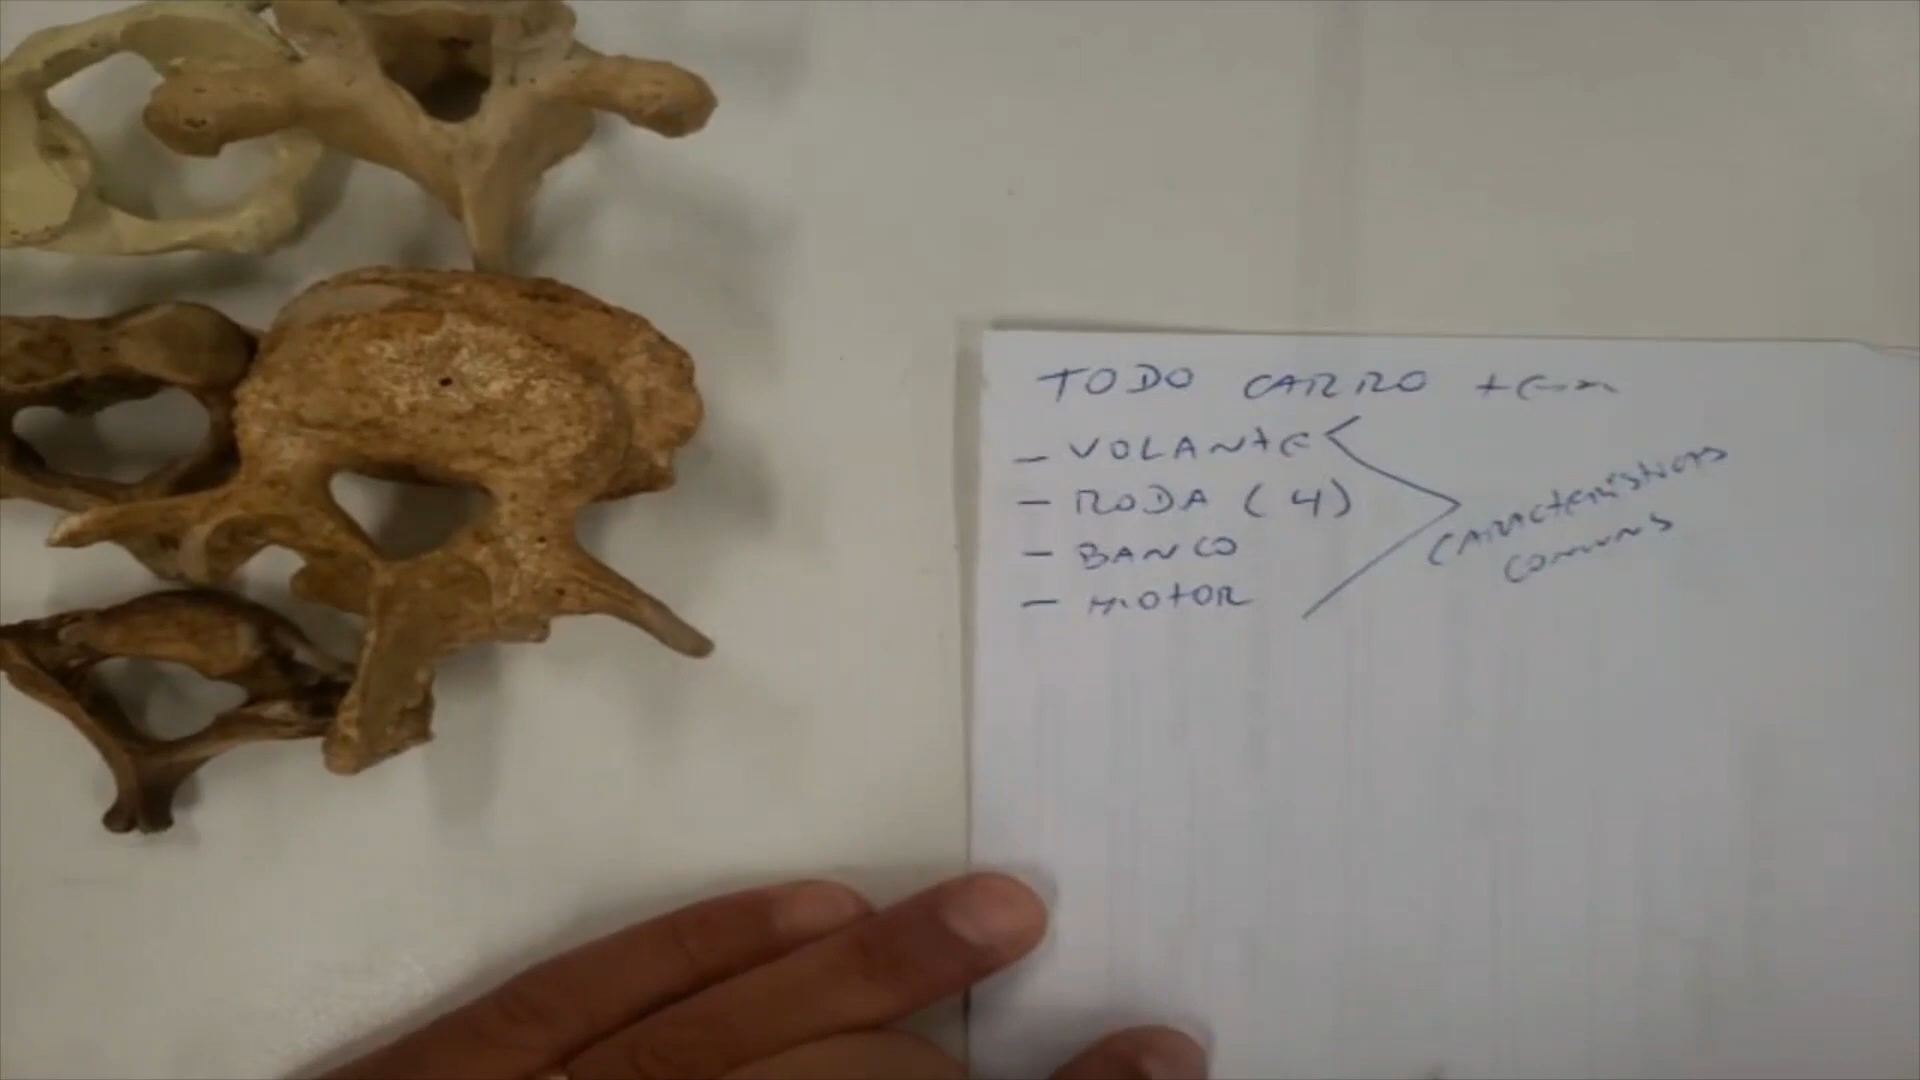 TODO CARRO tem
- VOLANTE
- RODA (4)
- BANCO
- MOTOR
CARACTERÍSTICAS
COMUNS